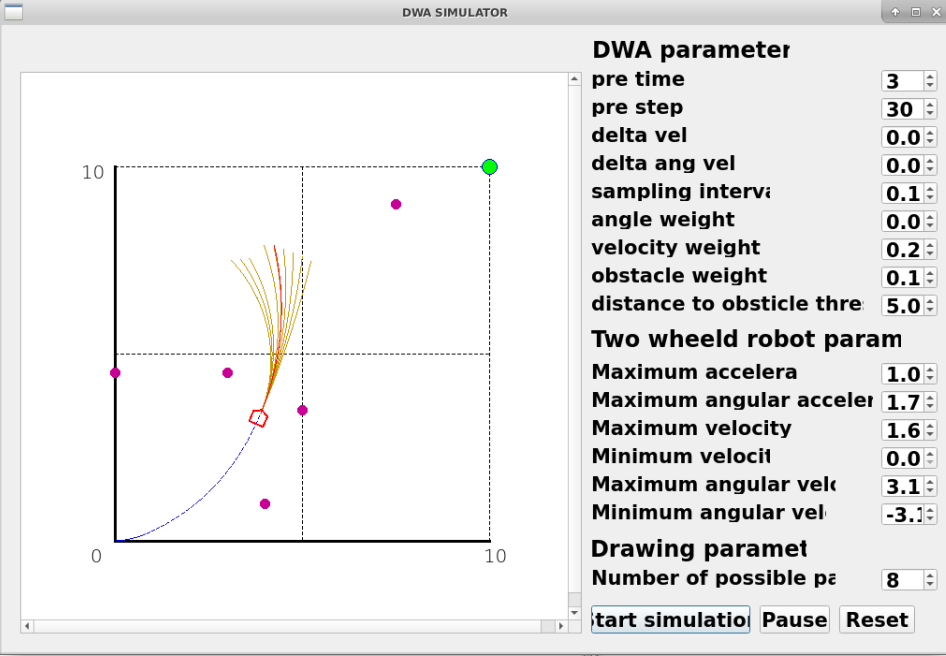 DWA SIMULATOR
DWA parameter
pre time 3
pre step 30
delta vel 0.0
delta ang vel 0.0
sampling interva 0.1
angle weight 0.0
velocity weight 0.2
obstacle weight 0.1
distance to obsticle thre 5.0
Two wheeld robot param
Maximum accelera 1.0
Maximum angular acceler 1.7
Maximum velocity 1.6
Minimum velocit 0.0
Maximum angular velo 3.1
Minimum angular vel -3.1
Drawing paramet
Number of possible pa 8
tart simulation Pause Reset
10
0 10